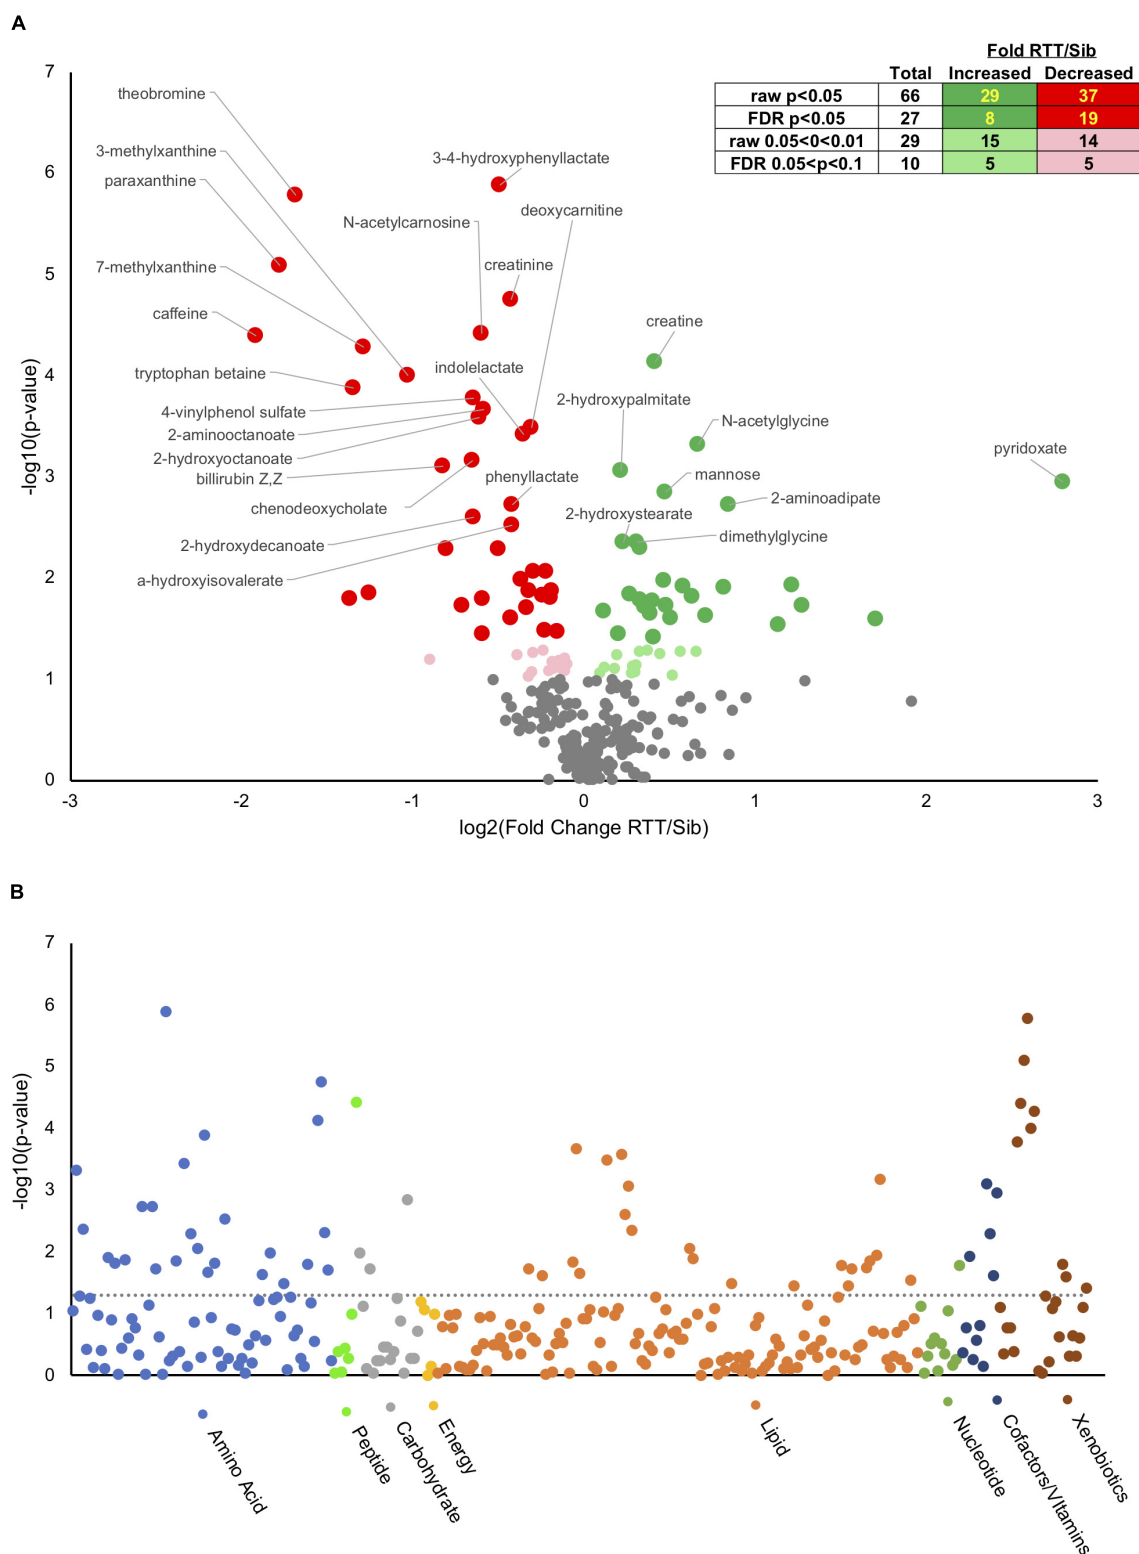 A
Fold RTT/Sib
Total Increased Decreased
raw p<0.05 66 29 37
FDR p<0.05 27 8 19
raw 0.05<0<0.01 29 15 14
FDR 0.05<p<0.1 10 5 5
7
6
5
4
3
2
1
0
-log10(p-value)
theobromine
3-methylxanthine
paraxanthine
7-methylxanthine
caffeine
tryptophan betaine
4-vinylphenol sulfate
2-aminooctanoate
2-hydroxyoctanoate
billirubin Z,Z
chenodeoxycholate
2-hydroxydecanoate
a-hydroxyisovalerate
3-4-hydroxyphenyllactate
N-acetylcarnosine
deoxycarnitine
creatinine
indolelactate
phenyllactate
creatine
2-hydroxypalmitate
N-acetylglycine
mannose
2-aminoadipate
2-hydroxystearate
dimethylglycine
pyridoxate
-3 -2 -1 0 1 2 3
log2(Fold Change RTT/Sib)
B
7
6
5
4
3
2
1
0
-log10(p-value)
Amino Acid
Peptide
Carbohydrate
Energy
Lipid
Nucleotide
Cofactors/VItamins
Xenobiotics